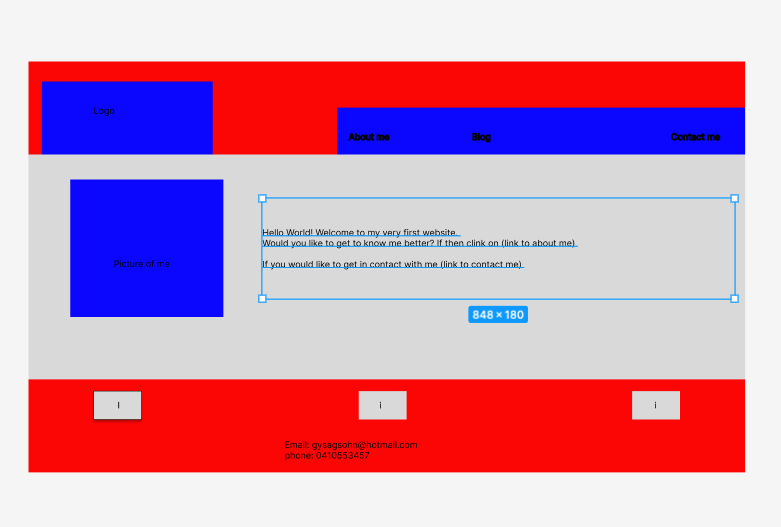 Logo
About me
Blog
Contact me
Picture of me
Hello World! Welcome to my very first website.
Would you like to get to know me better? If then clink on (link to about me)
If you would like to get in contact with me (link to contact me)
848 × 180
I
i
i
Email: gysagsohn@hotmail.com
phone: 0410553457